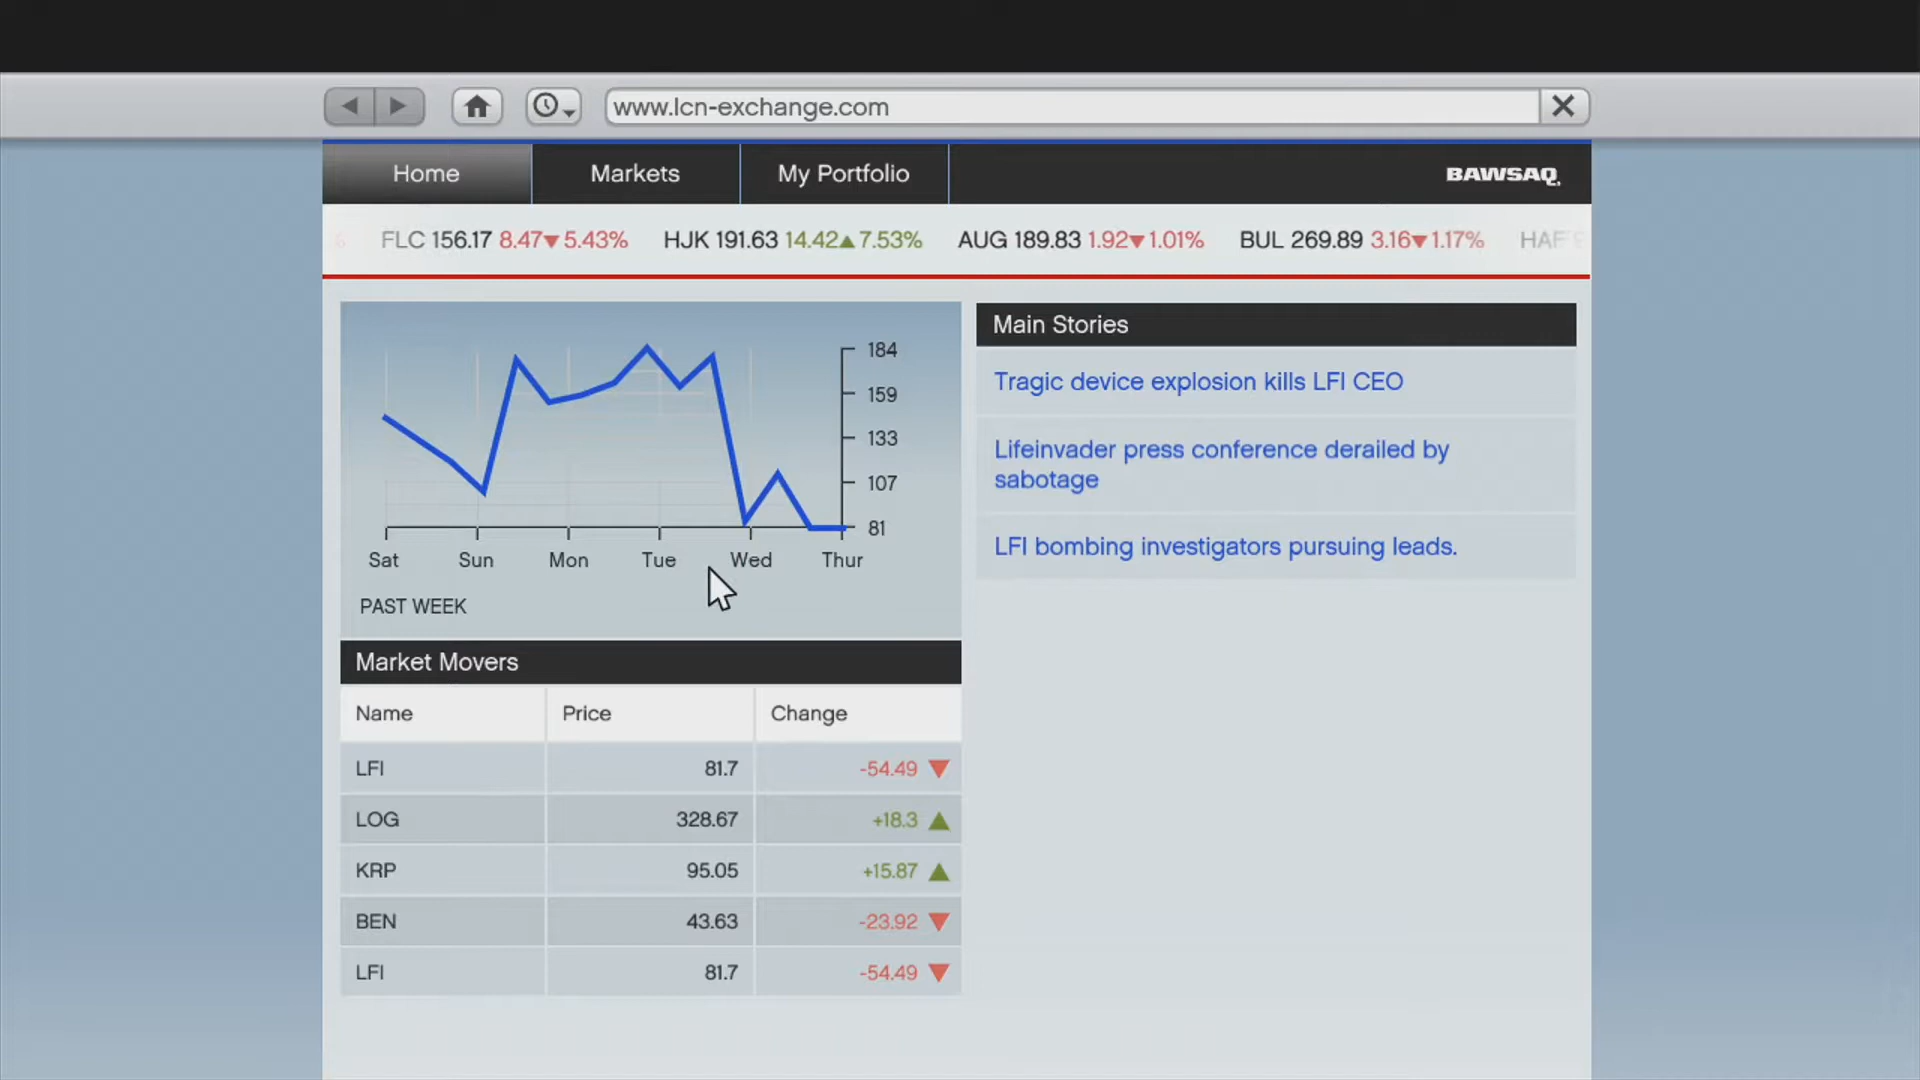 www.lcn-exchange.com
Home
Markets
My Portfolio
BAWSAQ
FLC 156.17 8.47▼5.43%
HJK 191.63 14.42▲7.53%
AUG 189.83 1.92▼1.01%
BUL 269.89 3.16▼1.17%
HAF
184
159
133
107
81
Sat
Sun
Mon
Tue
Wed
Thur
PAST WEEK
Main Stories
Tragic device explosion kills LFI CEO
Lifeinvader press conference derailed by
sabotage
LFI bombing investigators pursuing leads.
Market Movers
Name Price Change
LFI 81.7 -54.49 ▼
LOG 328.67 +18.3 ▲
KRP 95.05 +15.87 ▲
BEN 43.63 -23.92 ▼
LFI 81.7 -54.49 ▼